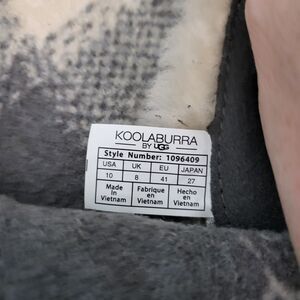 KOOLABURRA
BY UGG
Style Number: 1096409
USA UK EU JAPAN
10 8 41 27
Made in Vietnam Fabrique en Vietnam Hecho en Vietnam